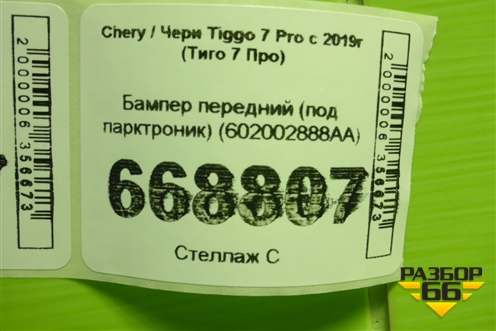 Chery / Чери Tiggo 7 Pro с 2019г
(Тиго 7 Про)
Бампер передний (под
парктроник) (602002888AA)
668807
Стеллаж С
2000006356673
2000006356673
РАЗБОР
66